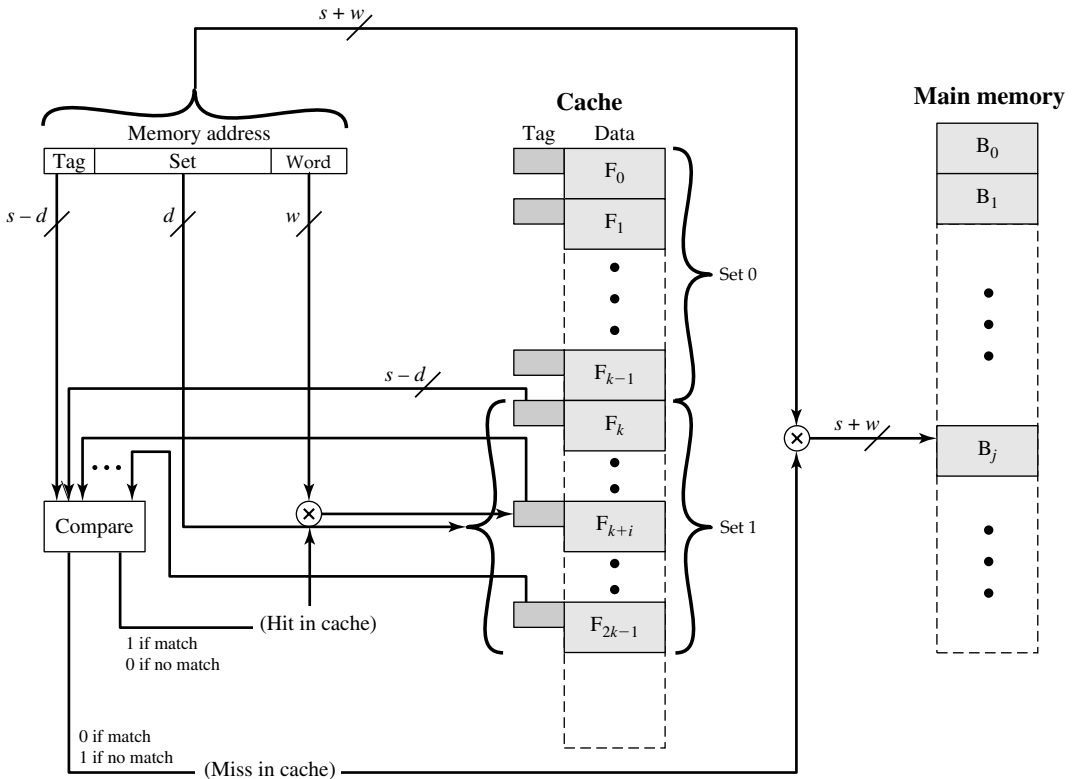 s + w
Cache
Main memory
Memory address
Tag Data
Tag Set Word
B0
F0
B1
s – d
d
w
F1
Set 0
Fk–1
s – d
Fk
s + w
Bj
Compare
Fk+i
Set 1
(Hit in cache)
F2k–1
1 if match
0 if no match
0 if match
1 if no match
(Miss in cache)